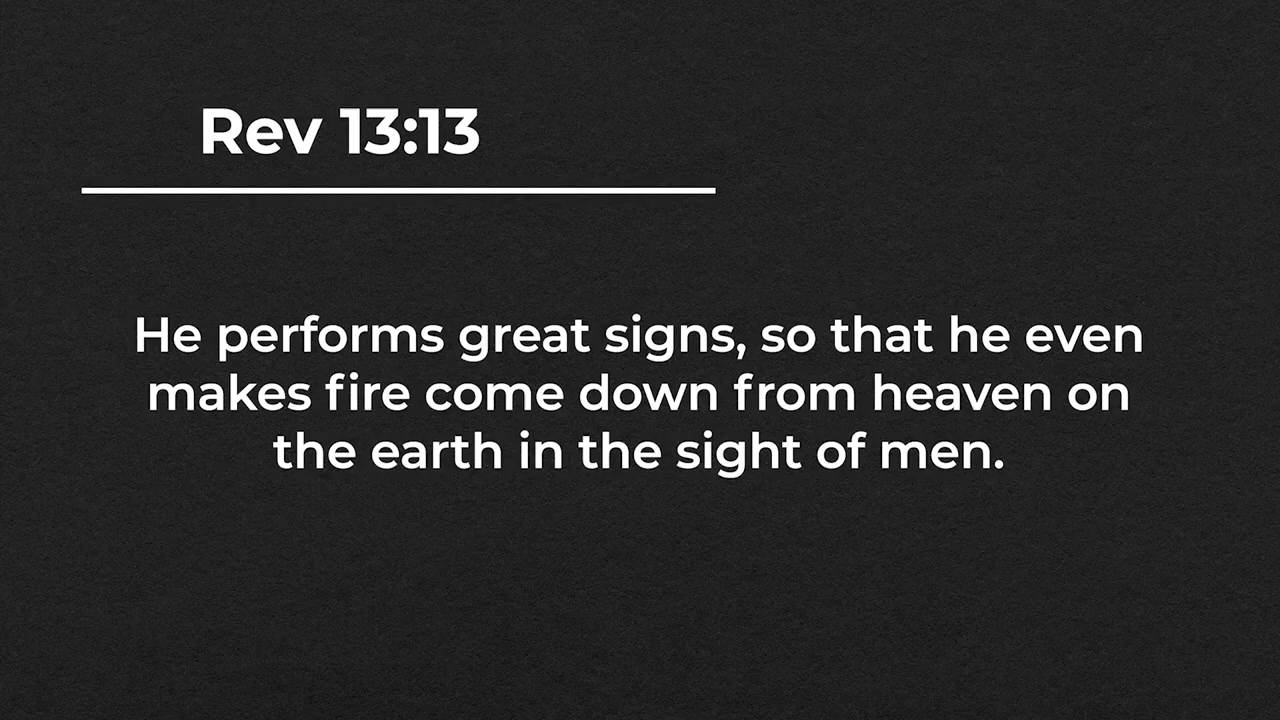 Rev 13:13
He performs great signs, so that he even
makes fire come down from heaven on
the earth in the sight of men.